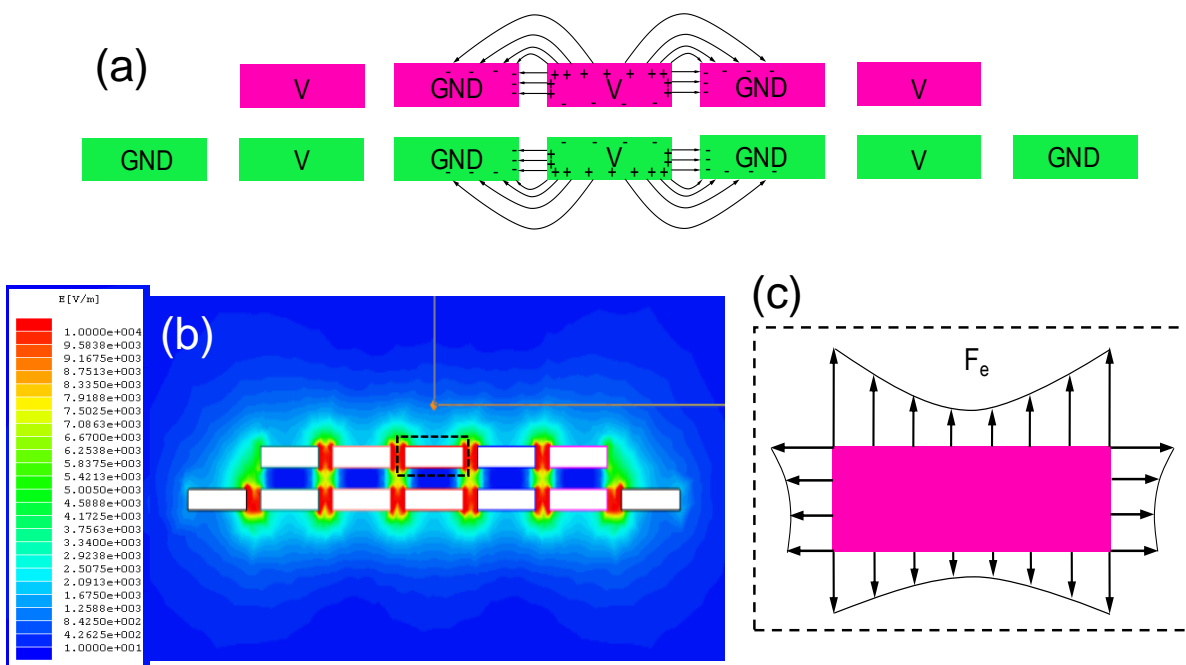 (a)
V GND V GND V
GND V GND V GND V GND
E[V/m]
1.0000e+004
9.5838e+003
9.1675e+003
8.7513e+003
8.3350e+003
7.9188e+003
7.5025e+003
7.0863e+003
6.6700e+003
6.2538e+003
5.8375e+003
5.4213e+003
5.0050e+003
4.5888e+003
4.1725e+003
3.7563e+003
3.3400e+003
2.9238e+003
2.5075e+003
2.0913e+003
1.6750e+003
1.2588e+003
8.4250e+002
4.2625e+002
1.0000e+001
(b)
(c)
Fe